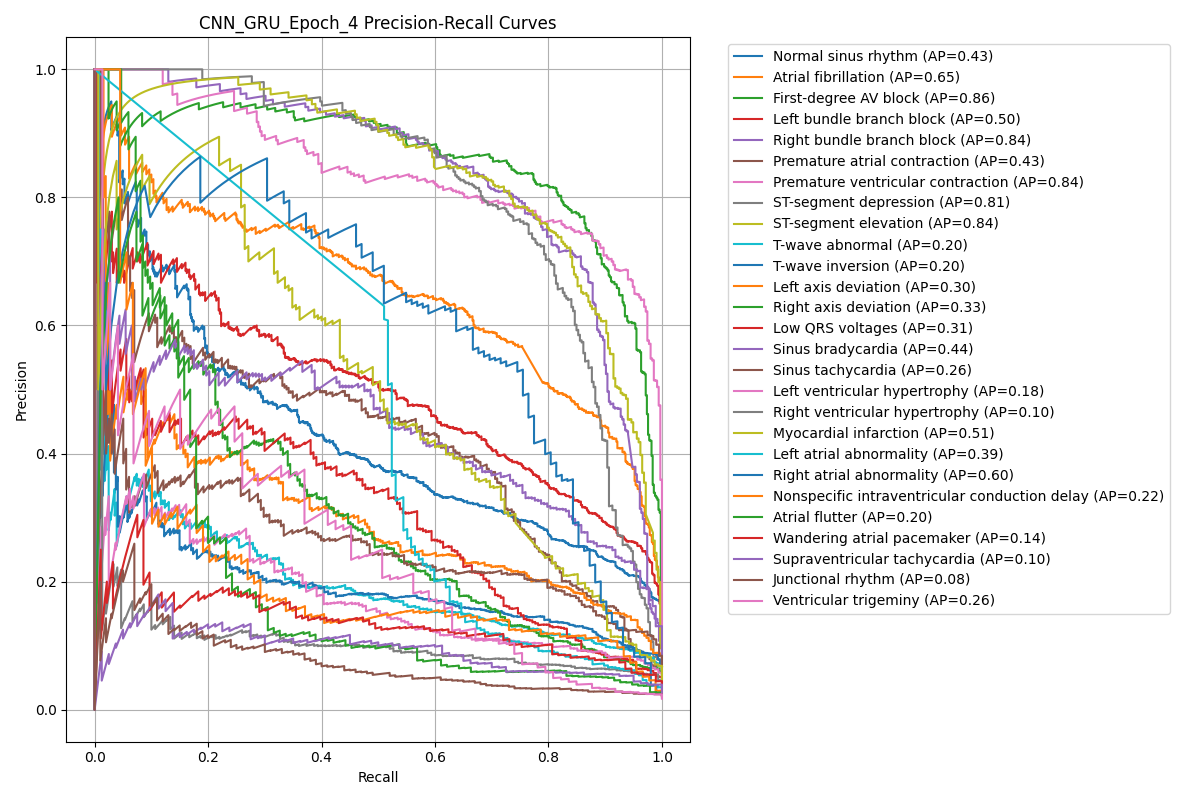 CNN_GRU_Epoch_4 Precision-Recall Curves
Normal sinus rhythm (AP=0.43)
Atrial fibrillation (AP=0.65)
First-degree AV block (AP=0.86)
Left bundle branch block (AP=0.50)
Right bundle branch block (AP=0.84)
Premature atrial contraction (AP=0.43)
Premature ventricular contraction (AP=0.84)
ST-segment depression (AP=0.81)
ST-segment elevation (AP=0.84)
T-wave abnormal (AP=0.20)
T-wave inversion (AP=0.20)
Left axis deviation (AP=0.30)
Right axis deviation (AP=0.33)
Low QRS voltages (AP=0.31)
Sinus bradycardia (AP=0.44)
Sinus tachycardia (AP=0.26)
Left ventricular hypertrophy (AP=0.18)
Right ventricular hypertrophy (AP=0.10)
Myocardial infarction (AP=0.51)
Left atrial abnormality (AP=0.39)
Right atrial abnormality (AP=0.60)
Nonspecific intraventricular conduction delay (AP=0.22)
Atrial flutter (AP=0.20)
Wandering atrial pacemaker (AP=0.14)
Supraventricular tachycardia (AP=0.10)
Junctional rhythm (AP=0.08)
Ventricular trigeminy (AP=0.26)
Precision
1.0
0.8
0.6
0.4
0.2
0.0
0.0 0.2 0.4 0.6 0.8 1.0
Recall